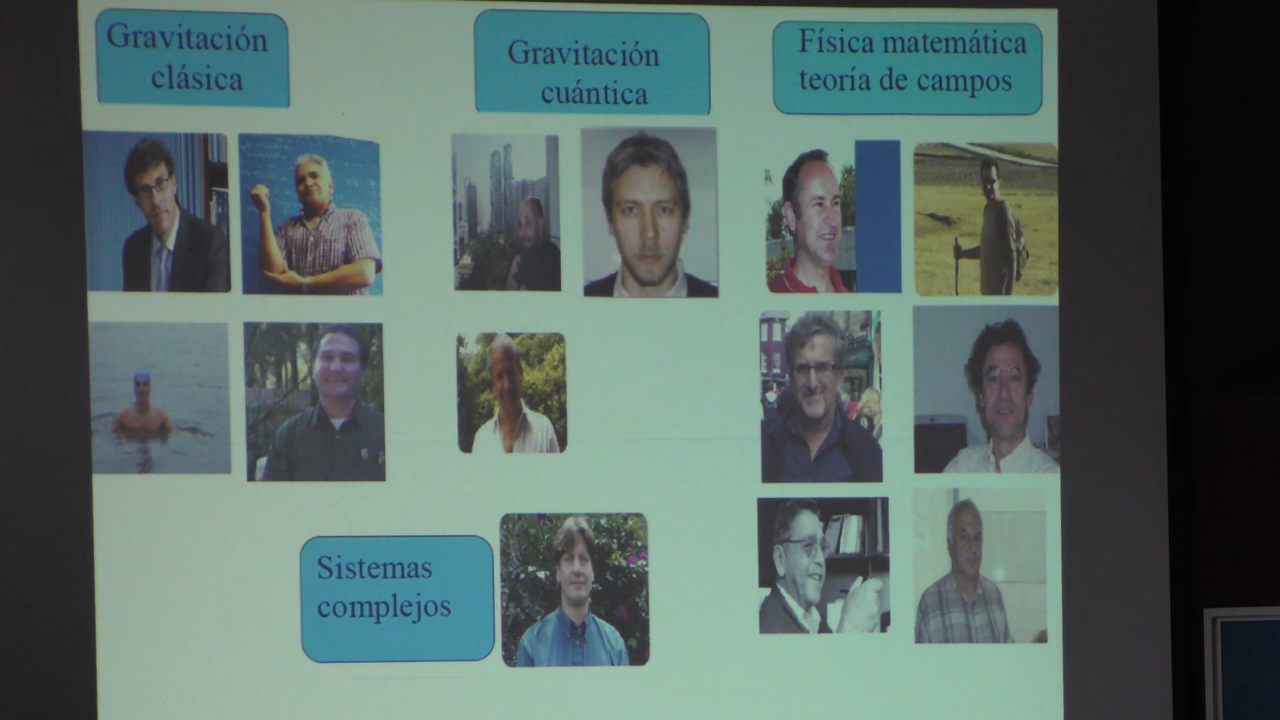 Gravitación
clásica
Gravitación
cuántica
Física matemática
teoría de campos
Sistemas
complejos